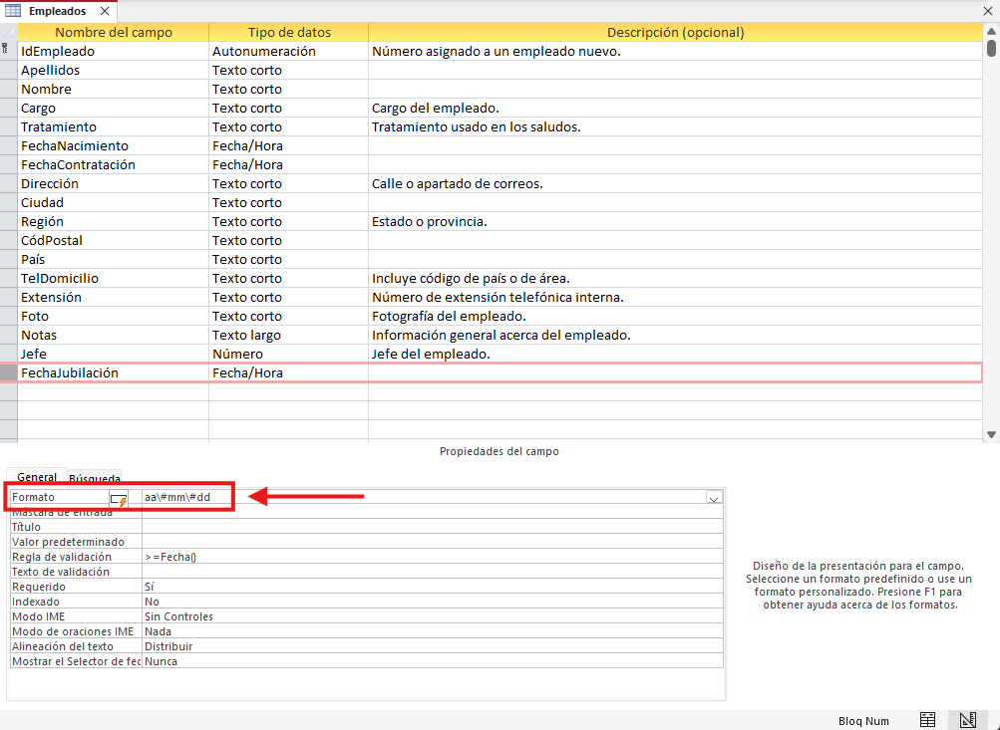 Empleados
Nombre del campo Tipo de datos Descripción (opcional)
IdEmpleado Autonumeración Número asignado a un empleado nuevo.
Apellidos Texto corto
Nombre Texto corto
Cargo Texto corto Cargo del empleado.
Tratamiento Texto corto Tratamiento usado en los saludos.
FechaNacimiento Fecha/Hora
FechaContratación Fecha/Hora
Dirección Texto corto Calle o apartado de correos.
Ciudad Texto corto
Región Texto corto Estado o provincia.
CódPostal Texto corto
País Texto corto
TelDomicilio Texto corto Incluye código de país o de área.
Extensión Texto corto Número de extensión telefónica interna.
Foto Texto corto Fotografía del empleado.
Notas Texto largo Información general acerca del empleado.
Jefe Número Jefe del empleado.
FechaJubilación Fecha/Hora
Propiedades del campo
General Búsqueda
Formato aa\#mm\#dd
Máscara de entrada
Título
Valor predeterminado
Regla de validación >=Fecha()
Texto de validación
Requerido Sí
Indexado No
Modo IME Sin Controles
Modo de oraciones IME Nada
Alineación del texto Distribuir
Mostrar el Selector de fec Nunca
Diseño de la presentación para el campo.
Seleccione un formato predefinido o use un
formato personalizado. Presione F1 para
obtener ayuda acerca de los formatos.
Bloq Num